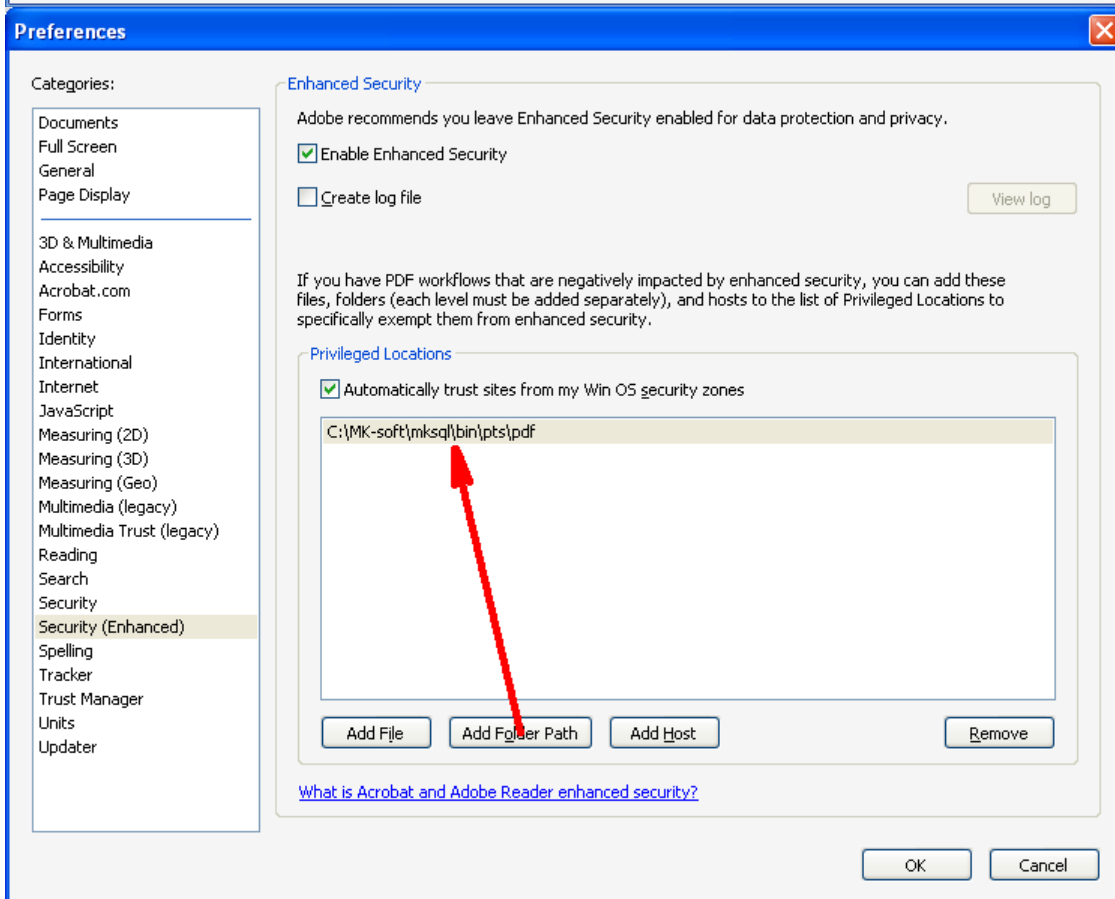 Preferences
Categories:
Documents
Full Screen
General
Page Display
3D & Multimedia
Accessibility
Acrobat.com
Forms
Identity
International
Internet
JavaScript
Measuring (2D)
Measuring (3D)
Measuring (Geo)
Multimedia (legacy)
Multimedia Trust (legacy)
Reading
Search
Security
Security (Enhanced)
Spelling
Tracker
Trust Manager
Units
Updater
Enhanced Security
Adobe recommends you leave Enhanced Security enabled for data protection and privacy.
Enable Enhanced Security
Create log file
View log
If you have PDF workflows that are negatively impacted by enhanced security, you can add these
files, folders (each level must be added separately), and hosts to the list of Privileged Locations to
specifically exempt them from enhanced security.
Privileged Locations
Automatically trust sites from my Win OS security zones
C:\MK-soft\mksql\bin\pts\pdf
Add File
Add Folder Path
Add Host
Remove
What is Acrobat and Adobe Reader enhanced security?
OK
Cancel